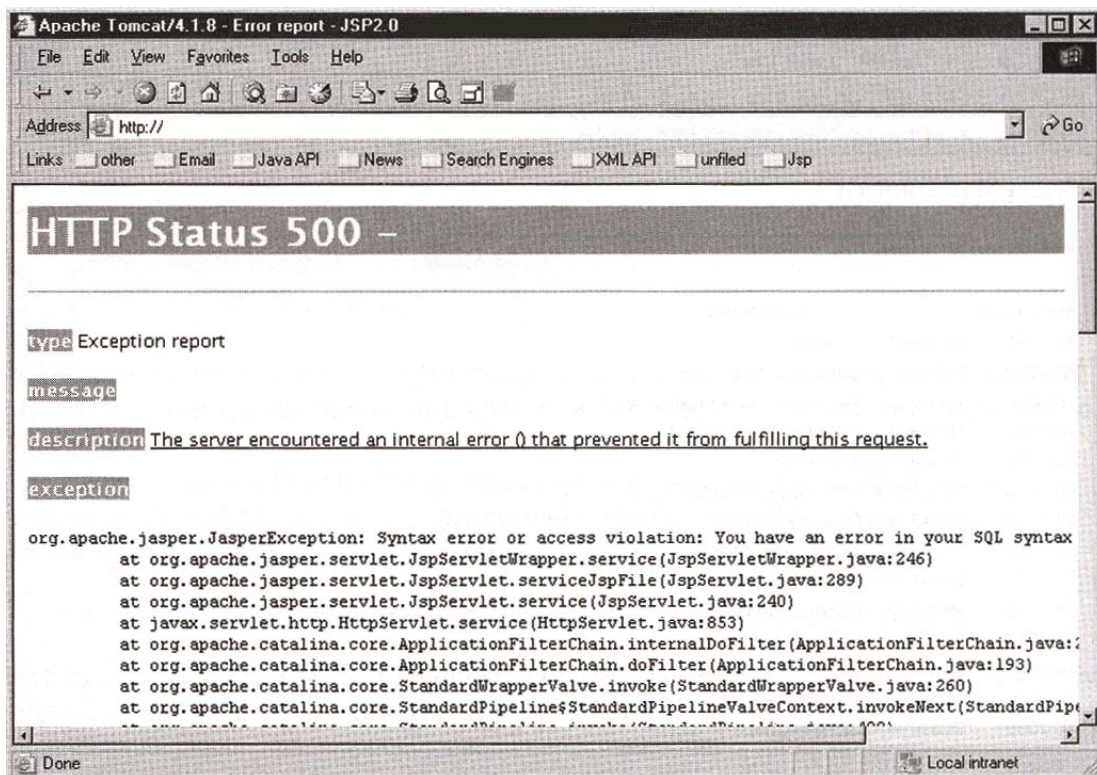 Apache Tomcat/4.1.8 - Error report - JSP2.0
File Edit View Favorites Tools Help
Address http:// Go
Links other Email Java API News Search Engines XML API unfiled Jsp
HTTP Status 500 –
type Exception report
message
description The server encountered an internal error () that prevented it from fulfilling this request.
exception
org.apache.jasper.JasperException: Syntax error or access violation: You have an error in your SQL syntax
at org.apache.jasper.servlet.JspServletWrapper.service(JspServletWrapper.java:246)
at org.apache.jasper.servlet.JspServlet.serviceJspFile(JspServlet.java:289)
at org.apache.jasper.servlet.JspServlet.service(JspServlet.java:240)
at javax.servlet.http.HttpServlet.service(HttpServlet.java:853)
at org.apache.catalina.core.ApplicationFilterChain.internalDoFilter(ApplicationFilterChain.java:2
at org.apache.catalina.core.ApplicationFilterChain.doFilter(ApplicationFilterChain.java:193)
at org.apache.catalina.core.StandardWrapperValve.invoke(StandardWrapperValve.java:260)
at org.apache.catalina.core.StandardPipeline$StandardPipelineValveContext.invokeNext(StandardPipe
Done Local intranet